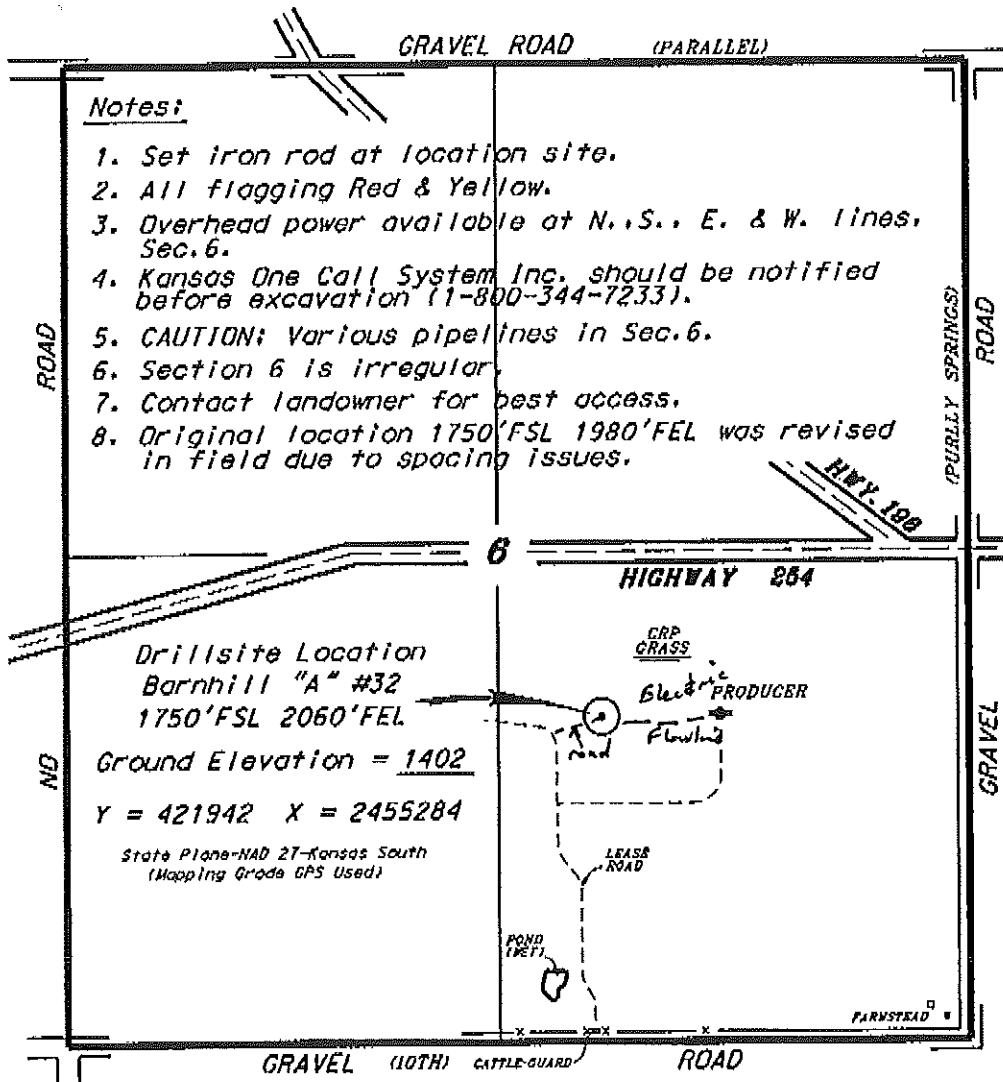 GRAVEL ROAD (PARALLEL)
Notes:
1. Set iron rod at location site.
2. All flagging Red & Yellow.
3. Overhead power available at N.,S., E. & W. lines,
Sec.6.
4. Kansas One Call System Inc. should be notified
before excavation (1-800-344-7233).
5. CAUTION: Various pipelines in Sec.6.
6. Section 6 is irregular.
7. Contact landowner for best access.
8. Original location 1750'FSL 1980'FEL was revised
in field due to spacing issues.
ROAD
(PURLLY SPRINGS)
ROAD
HWY. 196
6
HIGHWAY 254
CRP
GRASS
Drillsite Location
Barnhill "A" #32
1750'FSL 2060'FEL
Electric
PRODUCER
Flowline
road
Ground Elevation = 1402
Y = 421942 X = 2455284
State Plane-NAD 27-Kansas South
(Mapping Grade GPS Used)
NO
GRAVEL
LEASE
ROAD
POND
(WET)
FARMSTEAD
GRAVEL (10TH) CATTLE-GUARD ROAD